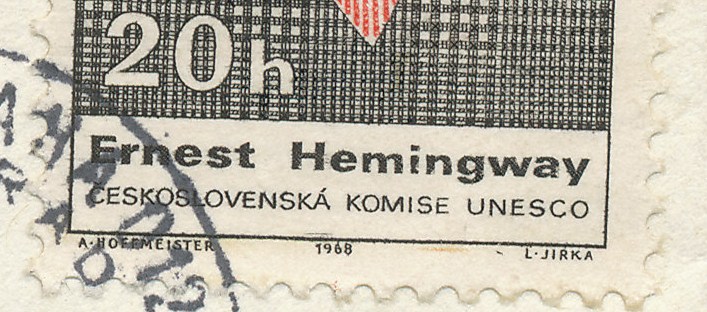 20h
Ernest Hemingway
ČESKOSLOVENSKÁ KOMISE UNESCO
A·HOFFMEISTER 1968 L·JIRKA